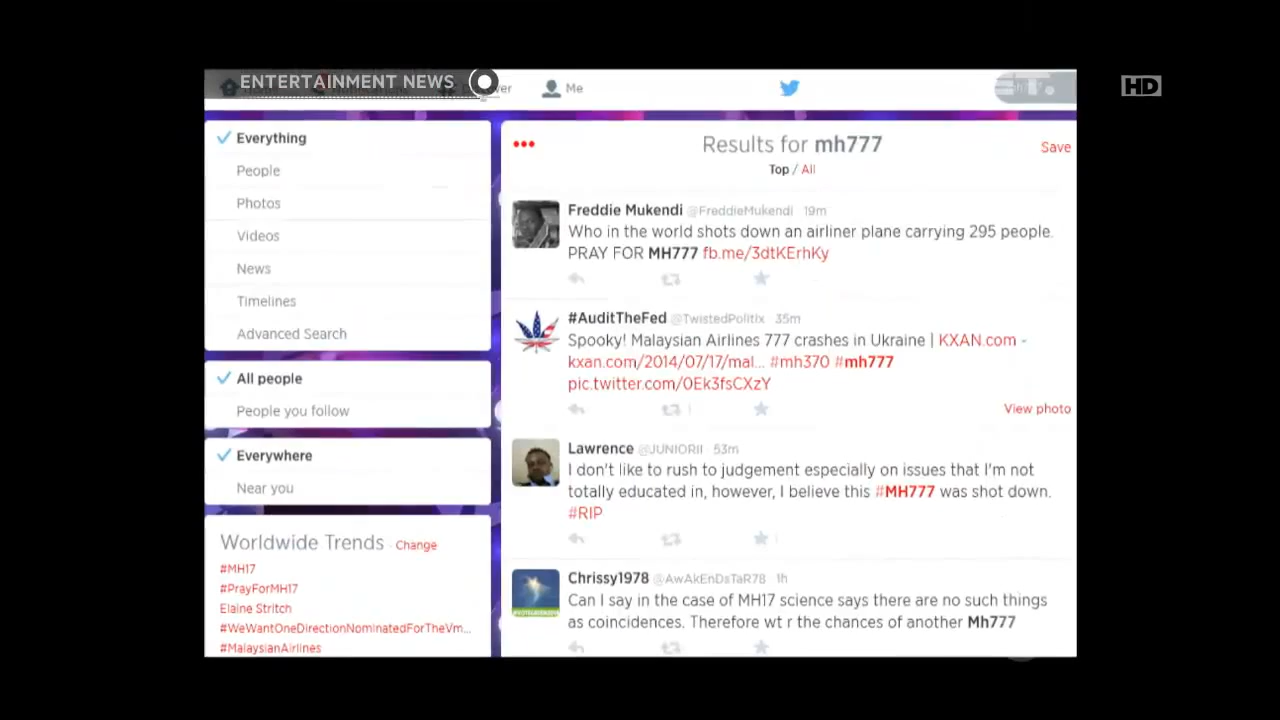 ENTERTAINMENT NEWS
Me
HD
Everything
People
Photos
Videos
News
Timelines
Advanced Search
All people
People you follow
Everywhere
Near you
Worldwide Trends · Change
#MH17
#PrayForMH17
Elaine Stritch
#WeWantOneDirectionNominatedForTheVm...
#MalaysianAirlines
Results for mh777
Save
Top / All
Freddie Mukendi @FreddieMukendi 19m
Who in the world shots down an airliner plane carrying 295 people.
PRAY FOR MH777 fb.me/3dtKErhKy
#AuditTheFed @TwistedPolitix 35m
Spooky! Malaysian Airlines 777 crashes in Ukraine | KXAN.com -
kxan.com/2014/07/17/mal... #mh370 #mh777
pic.twitter.com/0Ek3fsCXzY
1
View photo
Lawrence @JUNIORII · 53m
I don't like to rush to judgement especially on issues that I'm not
totally educated in, however, I believe this #MH777 was shot down.
#RIP
1
Chrissy1978 @AwAkEnDsTaR78 1h
Can I say in the case of MH17 science says there are no such things
as coincidences. Therefore wt r the chances of another Mh777